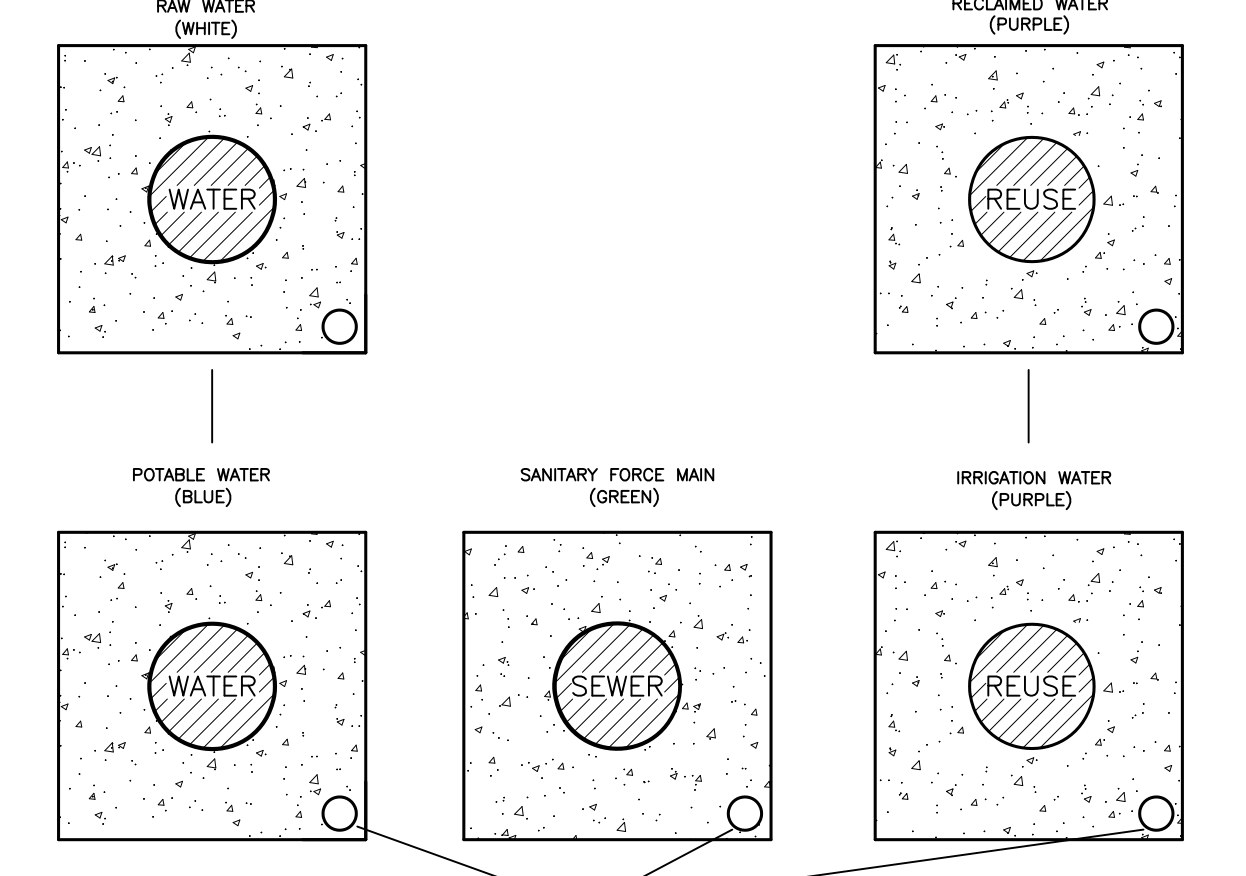 RAW WATER
(WHITE)
RECLAIMED WATER
(PURPLE)
WATER
REUSE
POTABLE WATER
(BLUE)
SANITARY FORCE MAIN
(GREEN)
IRRIGATION WATER
(PURPLE)
WATER
SEWER
REUSE